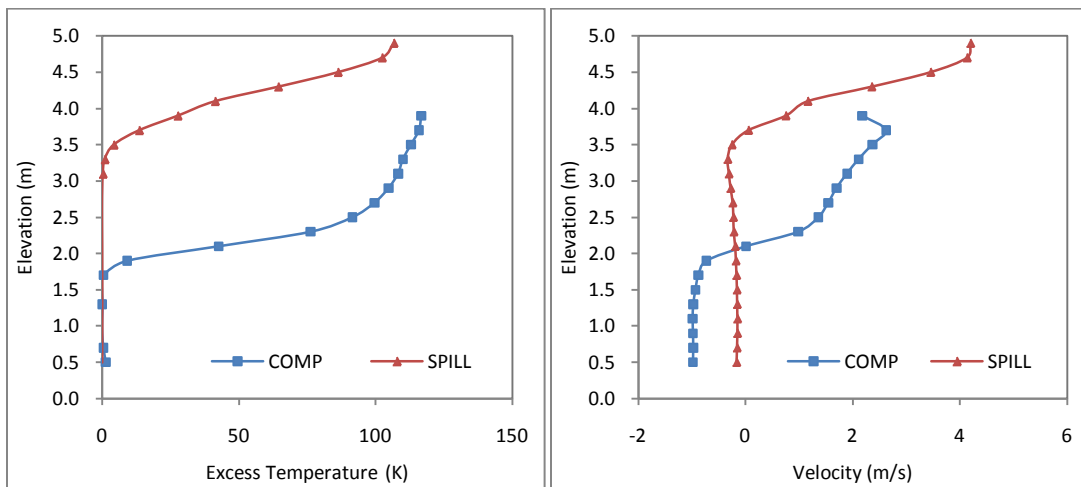 5.0
4.5
4.0
3.5
3.0
2.5
2.0
1.5
1.0
0.5
0.0
Elevation (m)
COMP SPILL
0 50 100 150
Excess Temperature (K)
5.0
4.5
4.0
3.5
3.0
2.5
2.0
1.5
1.0
0.5
0.0
Elevation (m)
COMP SPILL
-2 0 2 4 6
Velocity (m/s)